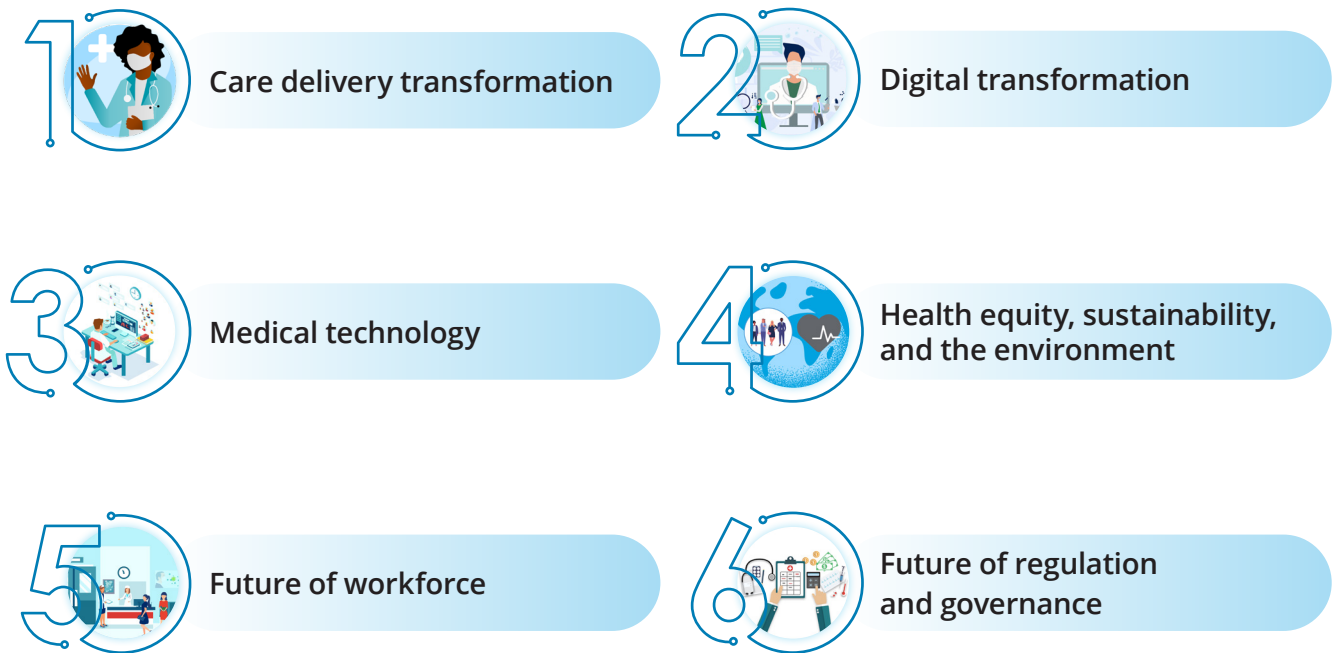 1
Care delivery transformation
2
Digital transformation
3
Medical technology
4
Health equity, sustainability,
and the environment
5
Future of workforce
6
Future of regulation
and governance